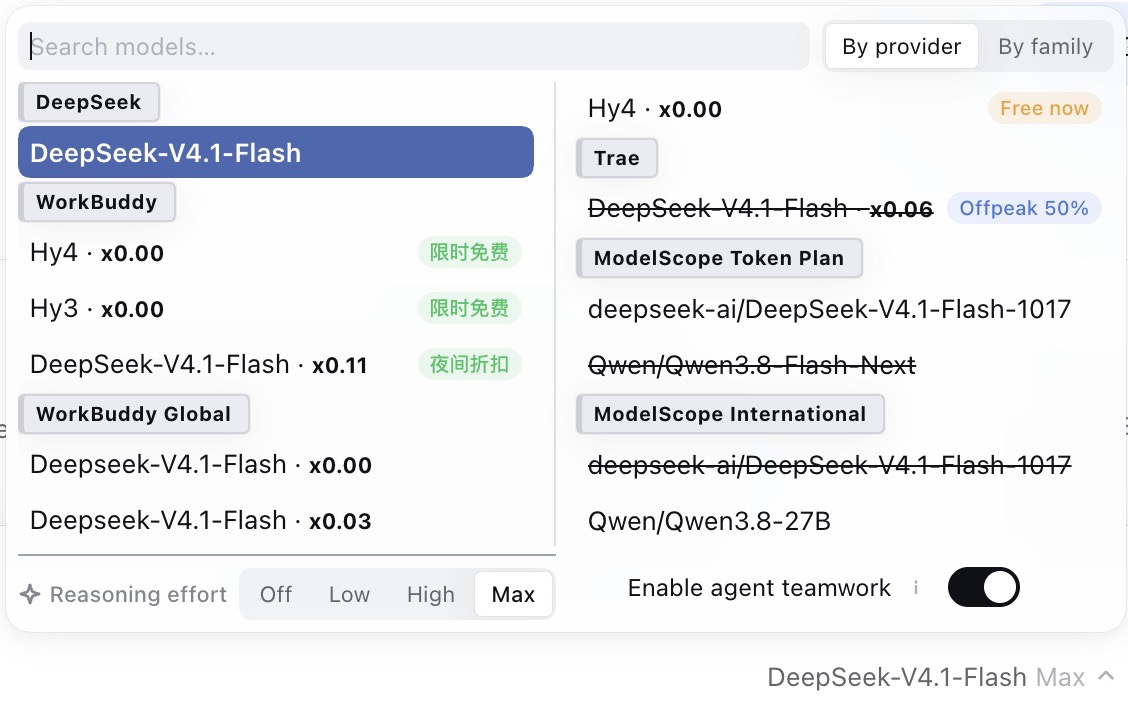 Search models...
By provider
By family
DeepSeek
DeepSeek-V4.1-Flash
WorkBuddy
Hy4 · x0.00 限时免费
Hy3 · x0.00 限时免费
DeepSeek-V4.1-Flash · x0.11 夜间折扣
WorkBuddy Global
Deepseek-V4.1-Flash · x0.00
Deepseek-V4.1-Flash · x0.03
Hy4 · x0.00 Free now
Trae
DeepSeek-V4.1-Flash · x0.06 Offpeak 50%
ModelScope Token Plan
deepseek-ai/DeepSeek-V4.1-Flash-1017
Qwen/Qwen3.8-Flash-Next
ModelScope International
deepseek-ai/DeepSeek-V4.1-Flash-1017
Qwen/Qwen3.8-27B
Reasoning effort Off Low High Max
Enable agent teamwork i
DeepSeek-V4.1-Flash Max